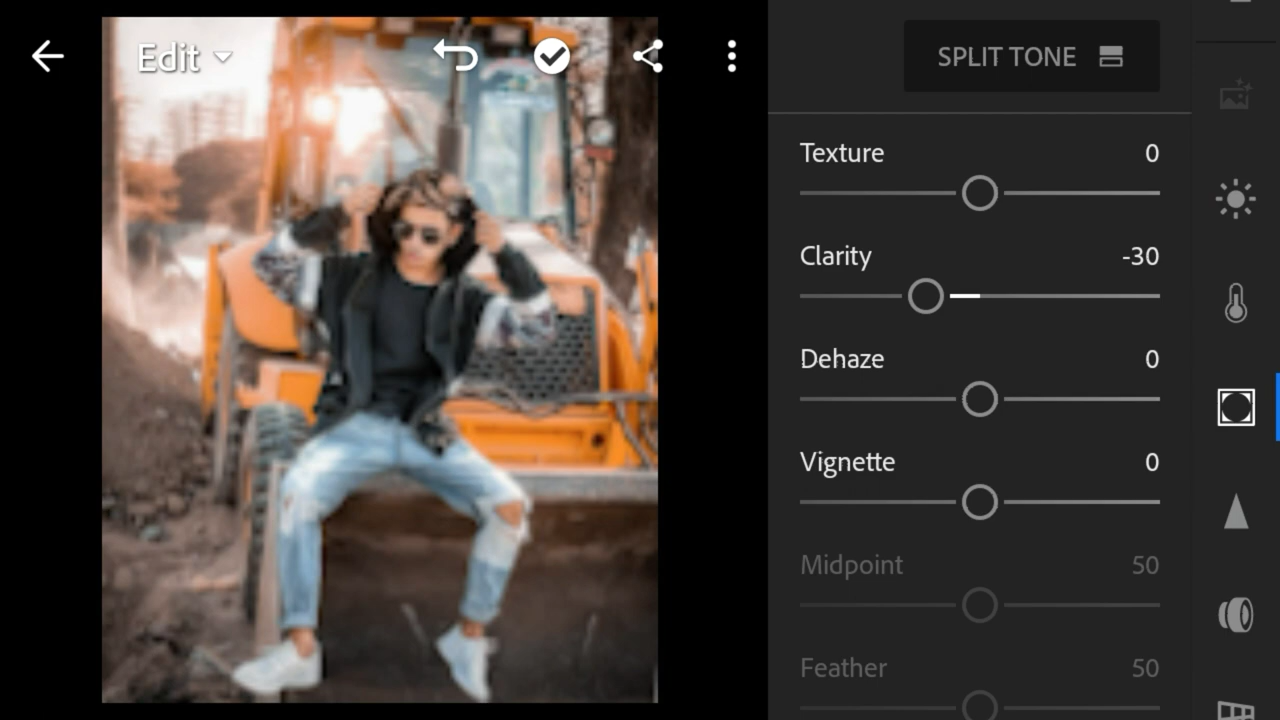 Edit
SPLIT TONE
Texture 0
Clarity -30
Dehaze 0
Vignette 0
Midpoint 50
Feather 50